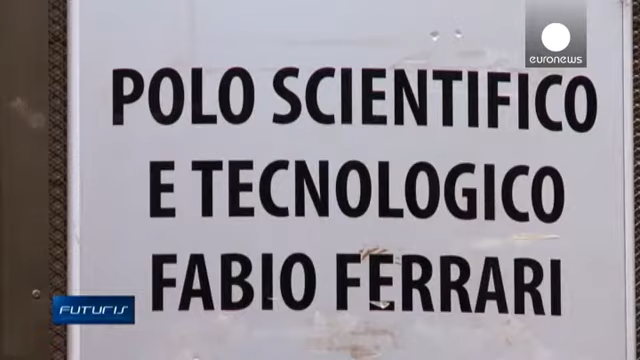 euronews
POLO SCIENTIFICO
E TECNOLOGICO
FABIO FERRARI
FUTURIS